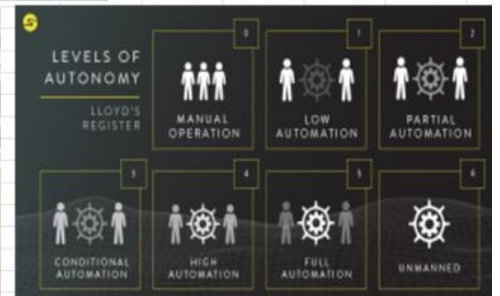 LEVELS OF
AUTONOMY
LLOYD'S
REGISTER
0
MANUAL
OPERATION
1
LOW
AUTOMATION
2
PARTIAL
AUTOMATION
3
CONDITIONAL
AUTOMATION
4
HIGH
AUTOMATION
5
FULL
AUTOMATION
6
UNMANNED